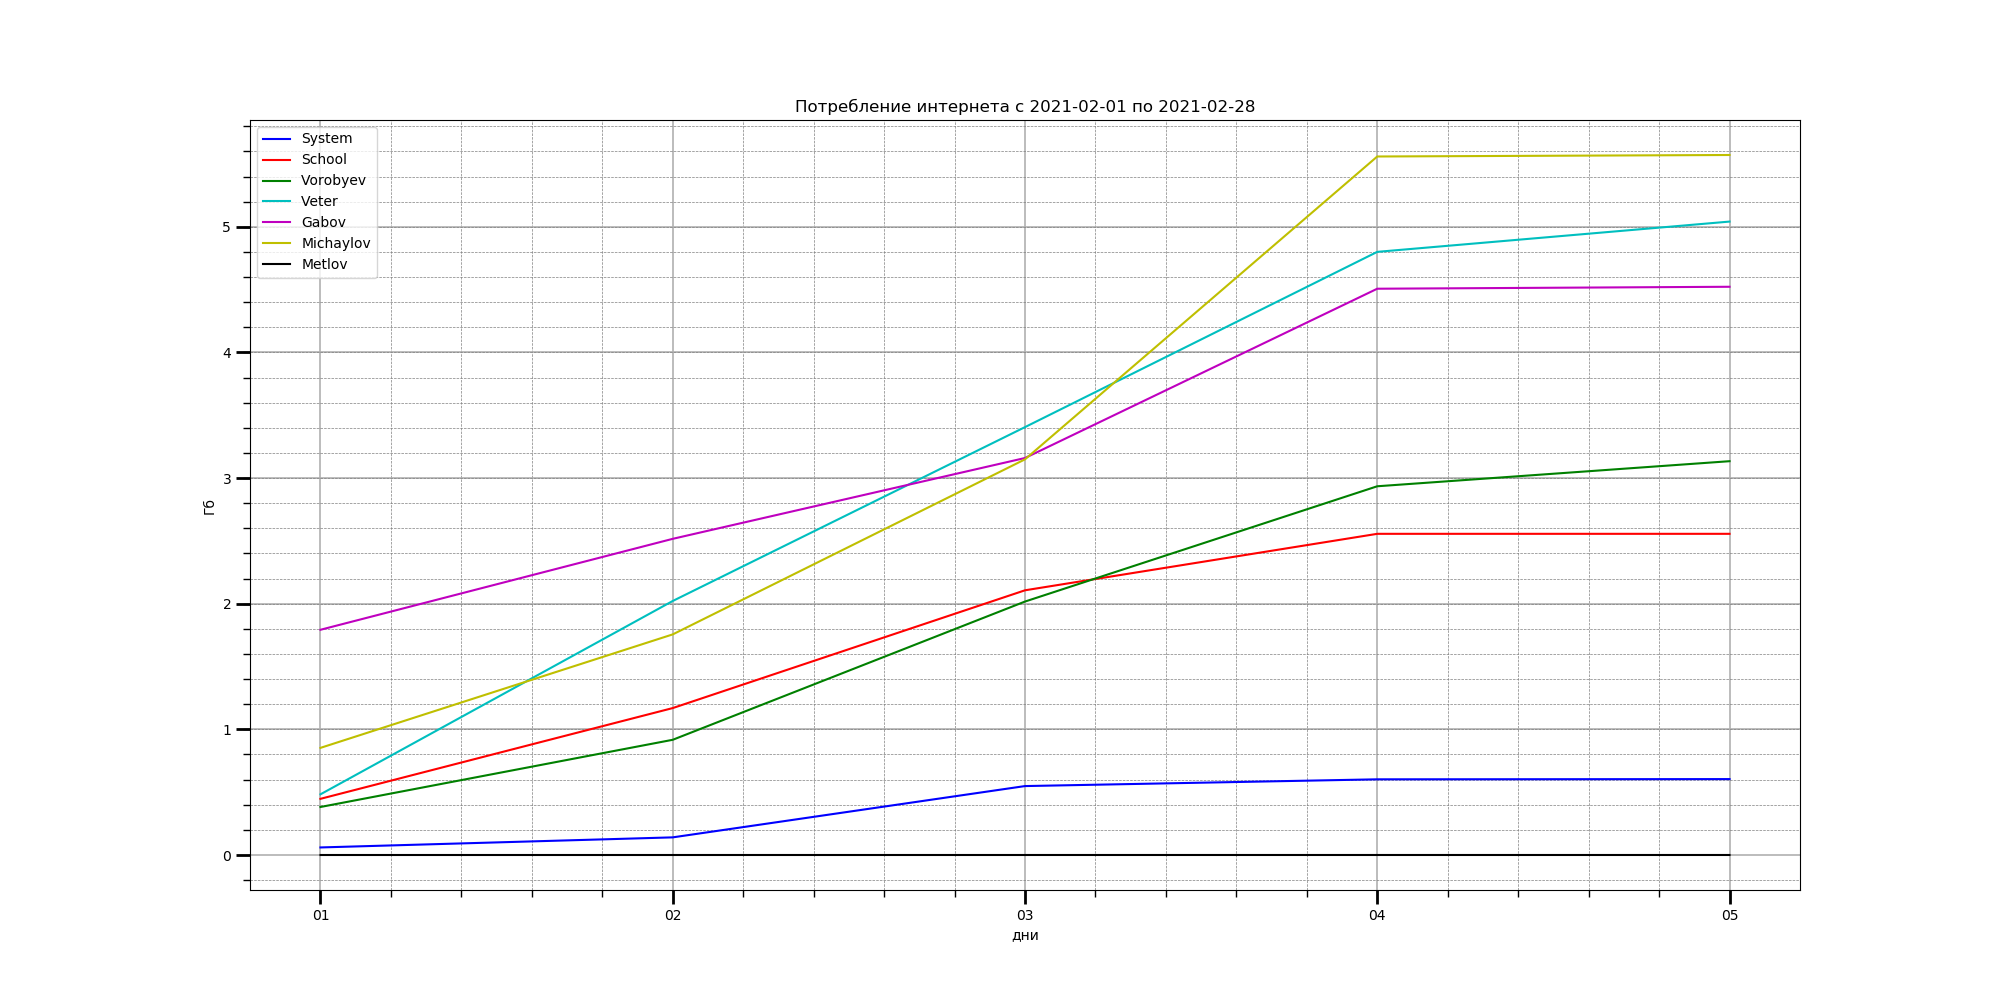 Потребление интернета с 2021-02-01 по 2021-02-28
System
School
Vorobyev
Veter
Gabov
Michaylov
Metlov
5
4
3
2
1
0
Гб
01 02 03 04 05
дни